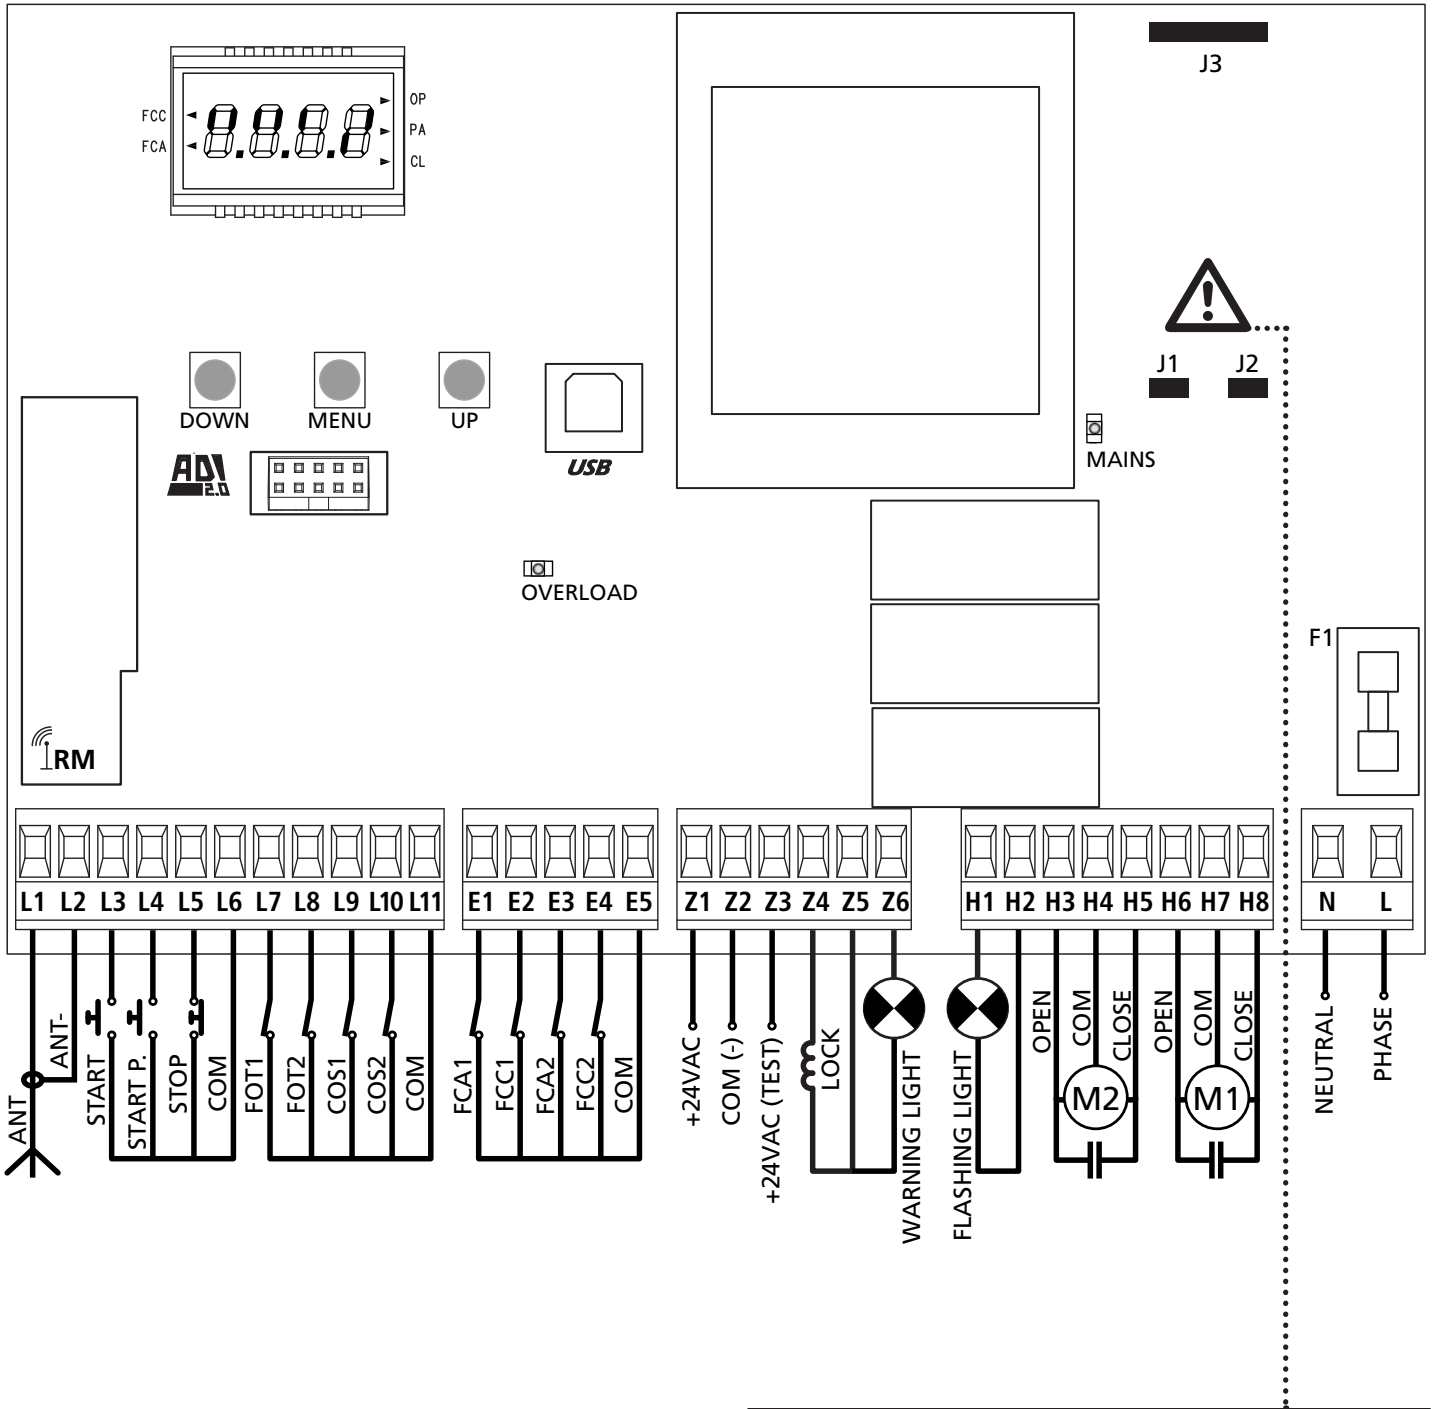 J3
FCC
FCA
OP
PA
CL
J1
J2
DOWN
MENU
UP
USB
MAINS
ADI
2.0
OVERLOAD
F1
RM
L1 L2 L3 L4 L5 L6 L7 L8 L9 L10 L11
E1 E2 E3 E4 E5
Z1 Z2 Z3 Z4 Z5 Z6
H1 H2 H3 H4 H5 H6 H7 H8
N L
ANT
ANT-
START
START P.
STOP
COM
FOT1
FOT2
COS1
COS2
COM
FCA1
FCC1
FCA2
FCC2
COM
+24VAC
COM (-)
+24VAC (TEST)
LOCK
WARNING LIGHT
FLASHING LIGHT
OPEN
COM
CLOSE
M2
OPEN
COM
CLOSE
M1
NEUTRAL
PHASE